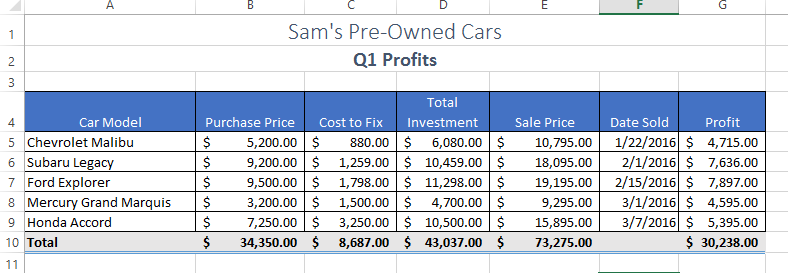 A B C D E F G
1 Sam's Pre-Owned Cars
2 Q1 Profits
3
Total
4 Car Model Purchase Price Cost to Fix Investment Sale Price Date Sold Profit
5 Chevrolet Malibu $ 5,200.00 $ 880.00 $ 6,080.00 $ 10,795.00 1/22/2016 $ 4,715.00
6 Subaru Legacy $ 9,200.00 $ 1,259.00 $ 10,459.00 $ 18,095.00 2/1/2016 $ 7,636.00
7 Ford Explorer $ 9,500.00 $ 1,798.00 $ 11,298.00 $ 19,195.00 2/15/2016 $ 7,897.00
8 Mercury Grand Marquis $ 3,200.00 $ 1,500.00 $ 4,700.00 $ 9,295.00 3/1/2016 $ 4,595.00
9 Honda Accord $ 7,250.00 $ 3,250.00 $ 10,500.00 $ 15,895.00 3/7/2016 $ 5,395.00
10 Total $ 34,350.00 $ 8,687.00 $ 43,037.00 $ 73,275.00 $ 30,238.00
11